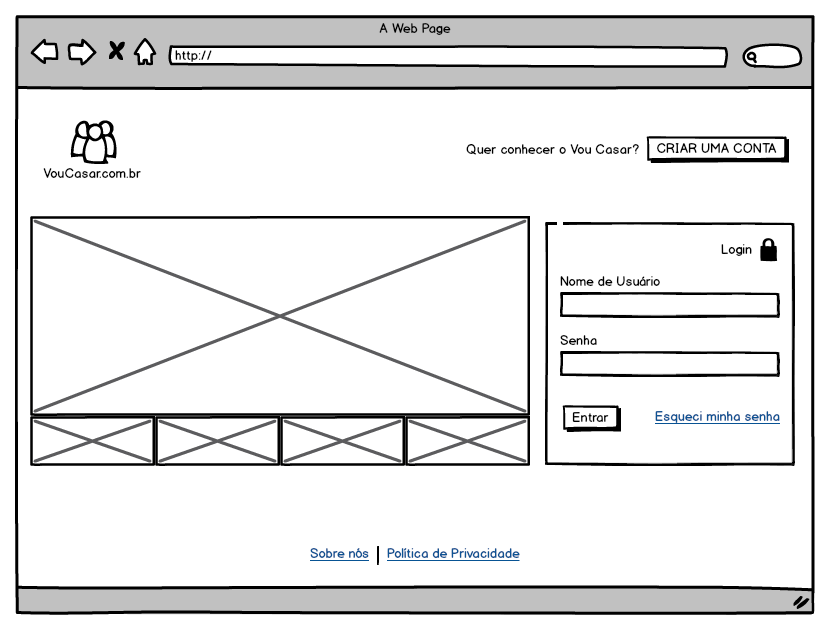 A Web Page
http://
VouCasar.com.br
Quer conhecer o Vou Casar?
CRIAR UMA CONTA
Login
Nome de Usuário
Senha
Entrar
Esqueci minha senha
Sobre nós
Política de Privacidade